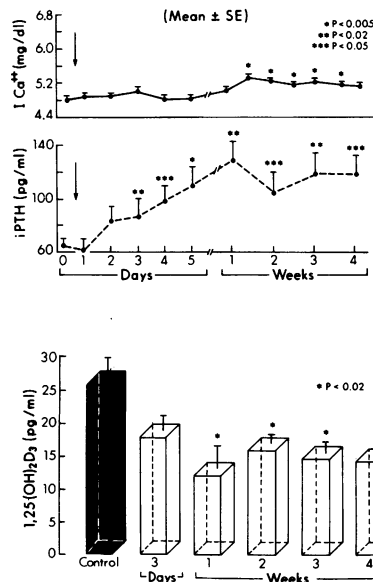 (Mean ± SE)
* P < 0.005
** P < 0.02
*** P < 0.05
I Ca++ (mg/dl)
6.8
6.0
5.2
4.4
* * * * *
iPTH (pg/ml)
140
100
60
** *** * ** *** ** ***
0 1 2 3 4 5 1 2 3 4
Days Weeks
1,25(OH)2D3 (pg/ml)
30
25
20
15
10
5
0
* P < 0.02
* * *
Control 3 1 2 3 4
Days Weeks